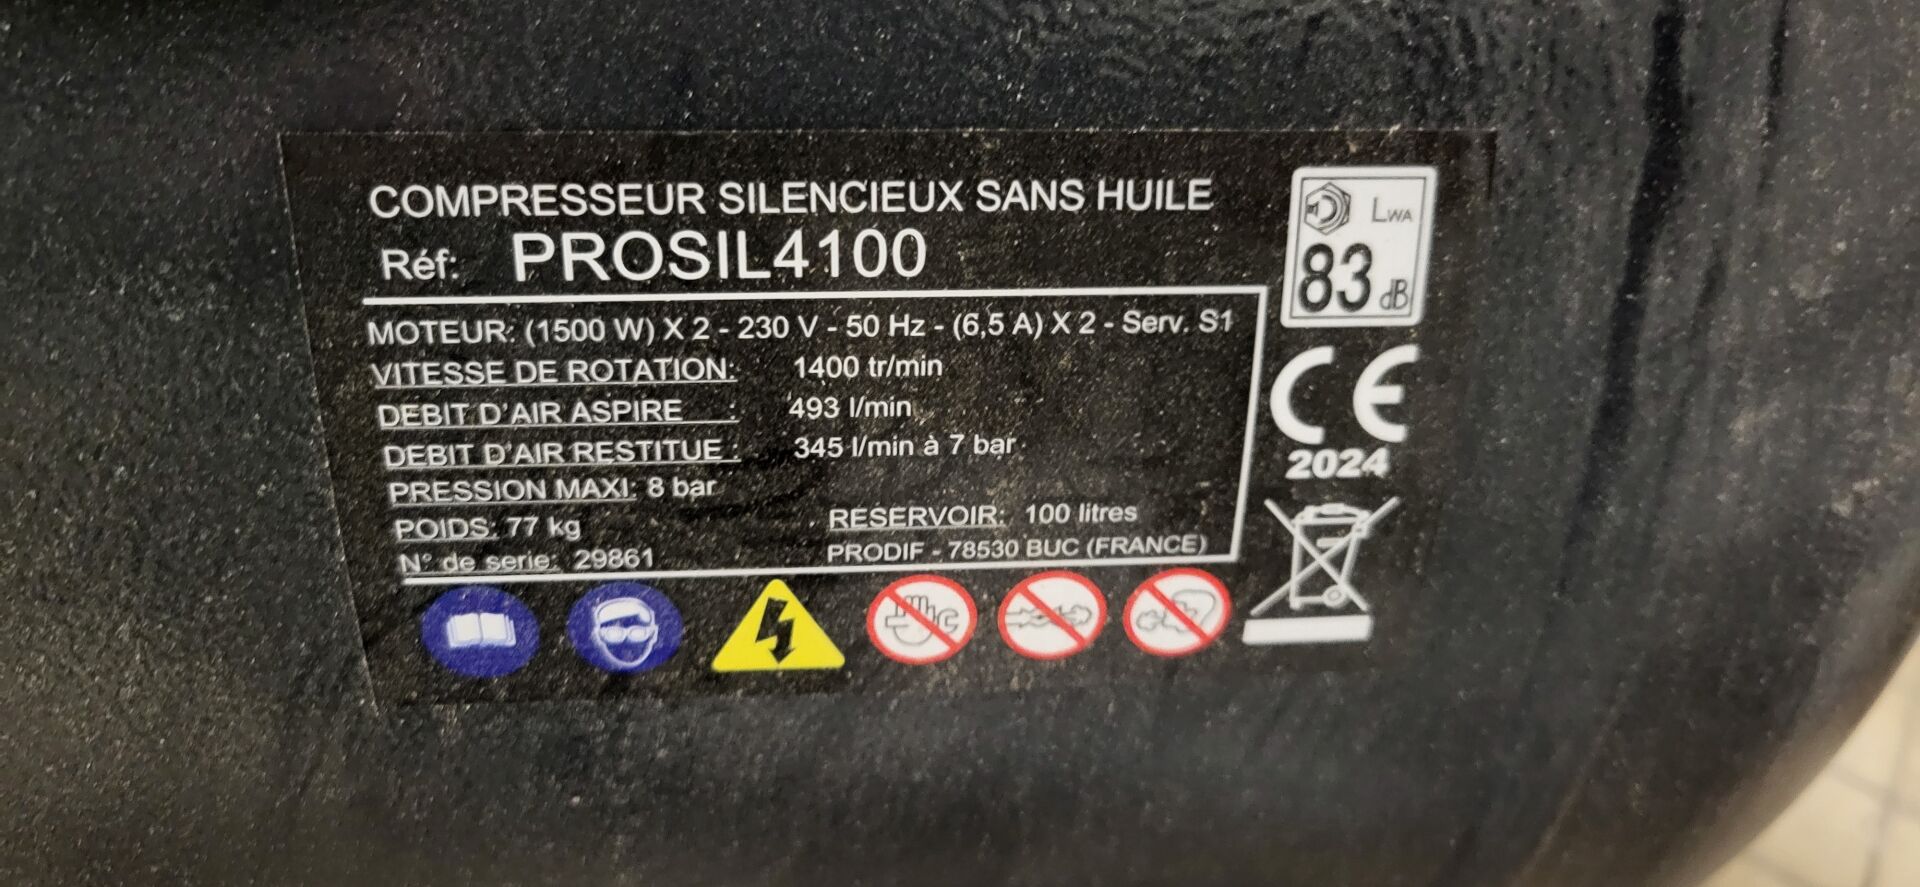 COMPRESSEUR SILENCIEUX SANS HUILE
Réf: PROSIL4100
LWA
83 dB
MOTEUR: (1500 W) X 2 - 230 V - 50 Hz - (6,5 A) X 2 - Serv. S1
VITESSE DE ROTATION: 1400 tr/min
DEBIT D'AIR ASPIRE : 493 l/min
DEBIT D'AIR RESTITUE : 345 l/min à 7 bar
PRESSION MAXI: 8 bar
POIDS: 77 kg
RESERVOIR: 100 litres
N° de serie: 29861
PRODIF - 78530 BUC (FRANCE)
CE
2024